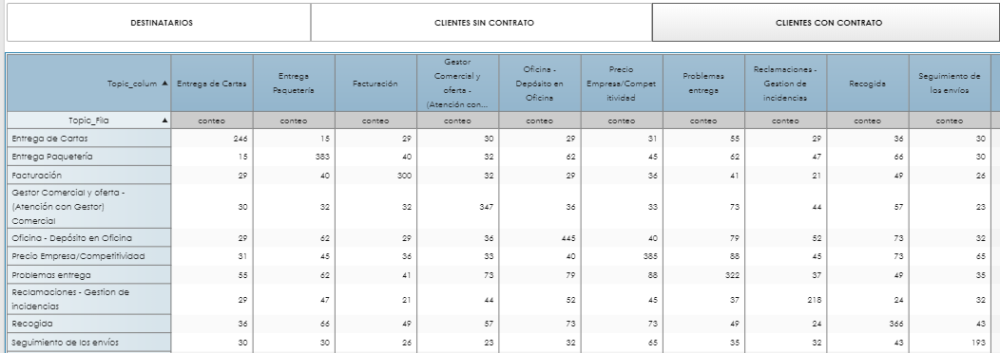 DESTINATARIOS CLIENTES SIN CONTRATO CLIENTES CON CONTRATO
Topic_colum ▲ Entrega de Cartas Entrega Paquetería Facturación Gestor Comercial y oferta - (Atención con... Oficina - Depósito en Oficina Precio Empresa/Competitividad Problemas entrega Reclamaciones - Gestion de incidencias Recogida Seguimiento de los envíos
Topic_Fila ▲ conteo conteo conteo conteo conteo conteo conteo conteo conteo conteo
Entrega de Cartas 246 15 29 30 29 31 55 29 36 30
Entrega Paquetería 15 383 40 32 62 45 62 47 66 30
Facturación 29 40 300 32 29 36 41 21 49 26
Gestor Comercial y oferta -
(Atención con Gestor) 30 32 32 347 36 33 73 44 57 23
Comercial
Oficina - Depósito en Oficina 29 62 29 36 445 40 79 52 73 32
Precio Empresa/Competitividad 31 45 36 33 40 385 88 45 73 65
Problemas entrega 55 62 41 73 79 88 322 37 49 35
Reclamaciones - Gestion de
incidencias 29 47 21 44 52 45 37 218 24 32
Recogida 36 66 49 57 73 73 49 24 366 43
Seguimiento de los envíos 30 30 26 23 32 65 35 32 43 193